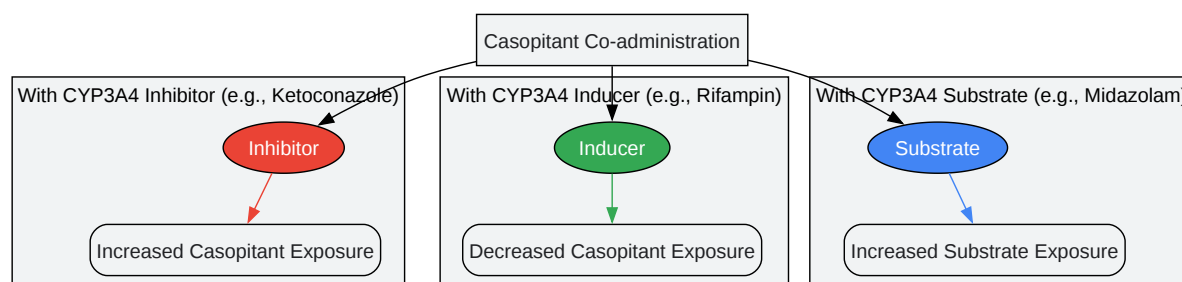 Casopitant Co-administration
With CYP3A4 Inhibitor (e.g., Ketoconazole)
With CYP3A4 Inducer (e.g., Rifampin)
With CYP3A4 Substrate (e.g., Midazolam)
Inhibitor
Inducer
Substrate
Increased Casopitant Exposure
Decreased Casopitant Exposure
Increased Substrate Exposure